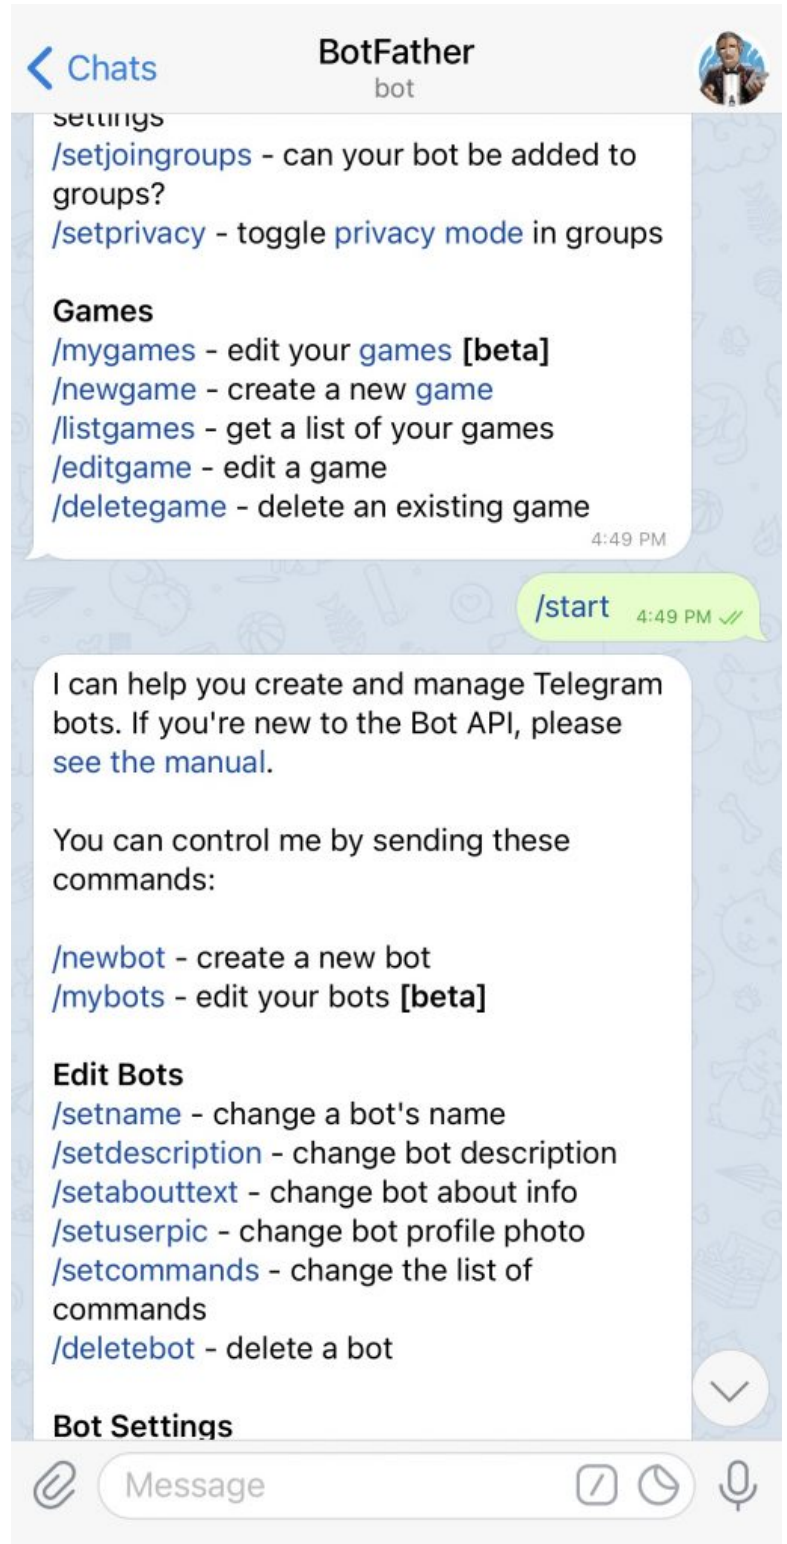 Chats
BotFather
bot
settings
/setjoingroups - can your bot be added to
groups?
/setprivacy - toggle privacy mode in groups
Games
/mygames - edit your games [beta]
/newgame - create a new game
/listgames - get a list of your games
/editgame - edit a game
/deletegame - delete an existing game
4:49 PM
/start 4:49 PM
I can help you create and manage Telegram
bots. If you're new to the Bot API, please
see the manual.
You can control me by sending these
commands:
/newbot - create a new bot
/mybots - edit your bots [beta]
Edit Bots
/setname - change a bot's name
/setdescription - change bot description
/setabouttext - change bot about info
/setuserpic - change bot profile photo
/setcommands - change the list of
commands
/deletebot - delete a bot
Bot Settings
Message